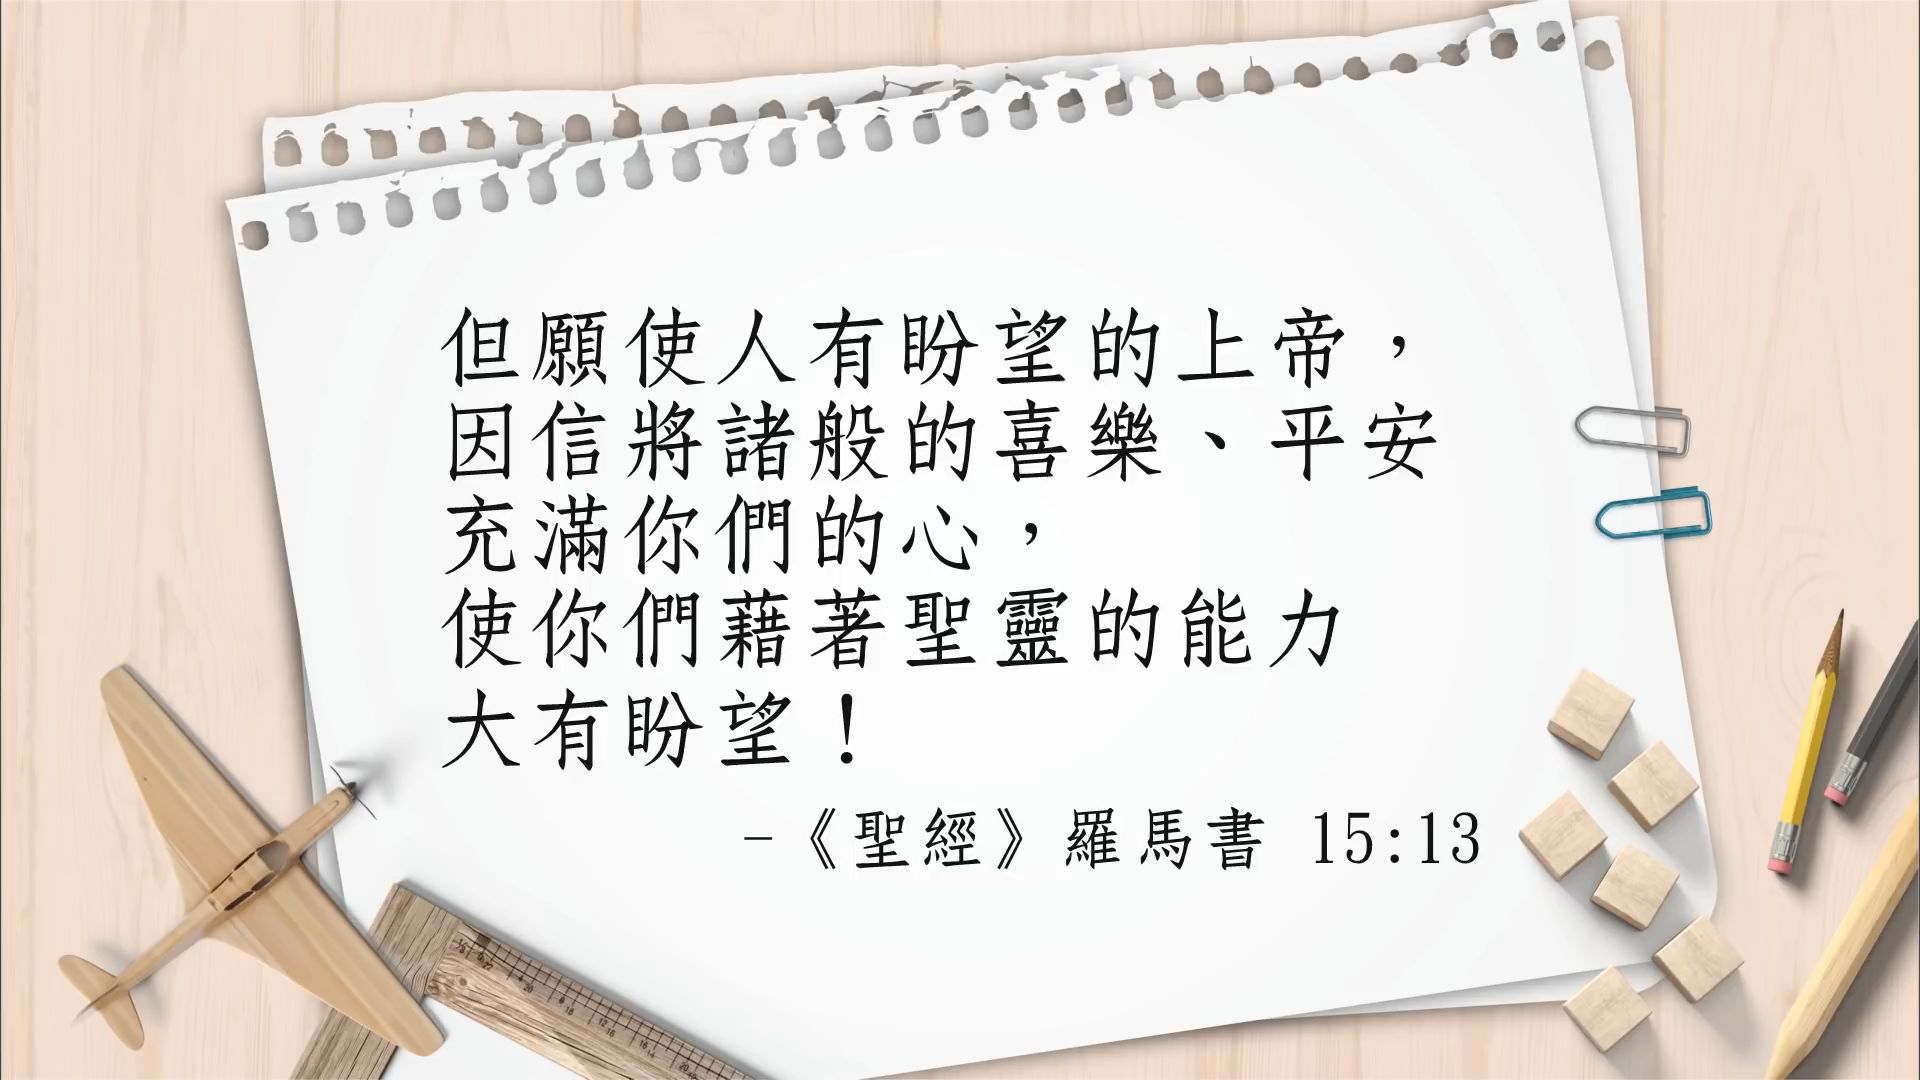 但願使人有盼望的上帝，
因信將諸般的喜樂、平安
充滿你們的心，
使你們藉著聖靈的能力
大有盼望！
–《聖經》羅馬書 15:13